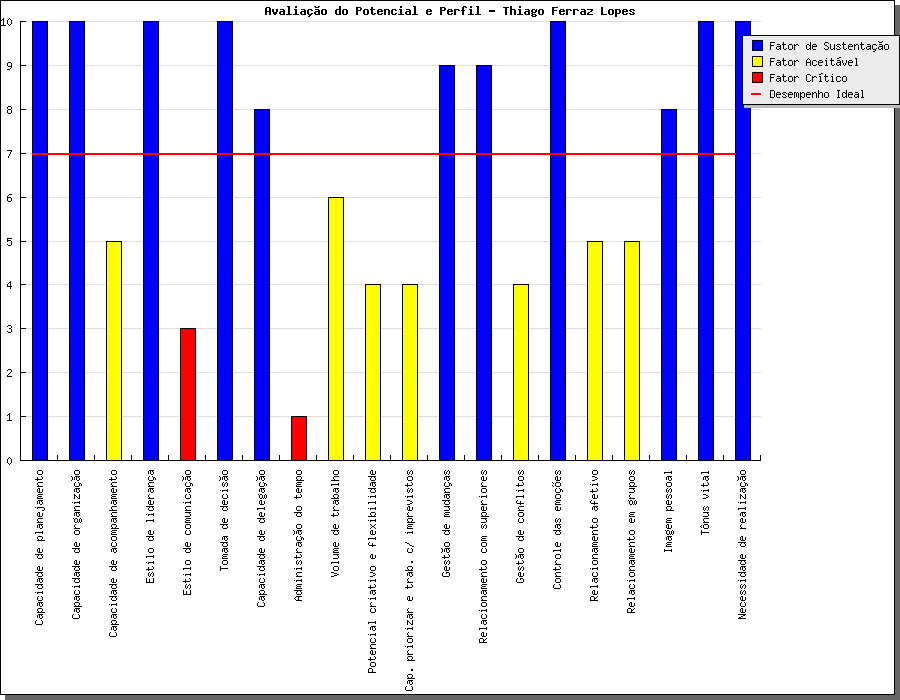 Avaliação do Potencial e Perfil - Thiago Ferraz Lopes
Fator de Sustentação
Fator Aceitável
Fator Crítico
Desempenho Ideal
10
9
8
7
6
5
4
3
2
1
0
Capacidade de planejamento
Capacidade de organização
Capacidade de acompanhamento
Estilo de liderança
Estilo de comunicação
Tomada de decisão
Capacidade de delegação
Administração do tempo
Volume de trabalho
Potencial criativo e flexibilidade
Cap. priorizar e trab. c/ imprevistos
Gestão de mudanças
Relacionamento com superiores
Gestão de conflitos
Controle das emoções
Relacionamento afetivo
Relacionamento em grupos
Imagem pessoal
Tônus vital
Necessidade de realização